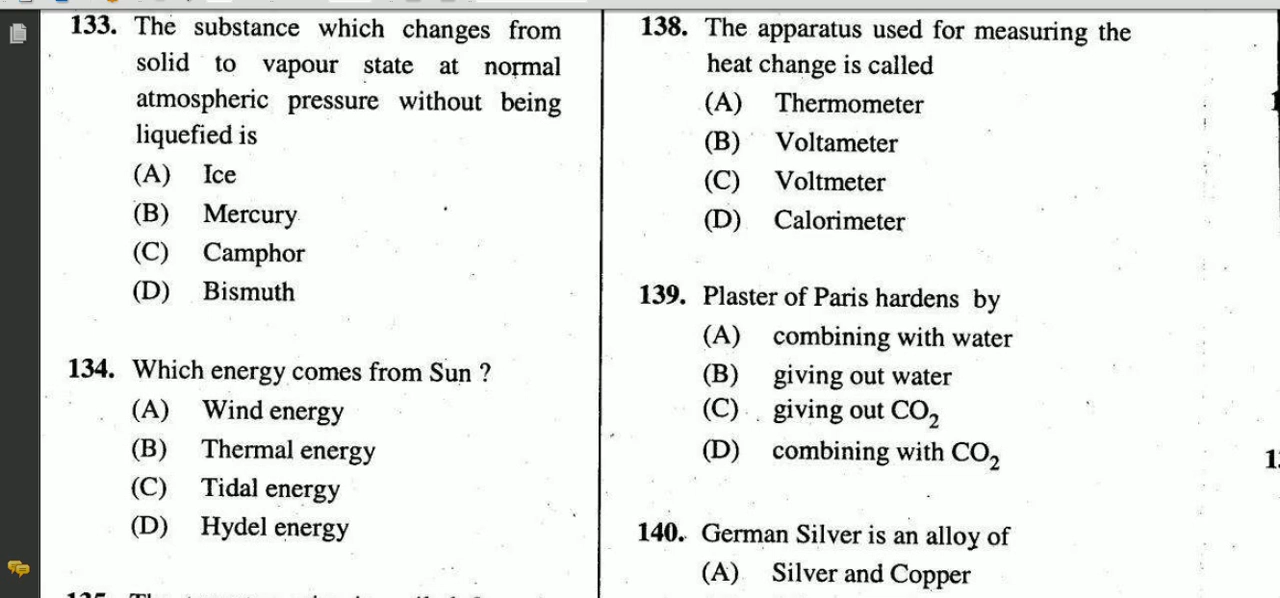 133. The substance which changes from
solid to vapour state at normal
atmospheric pressure without being
liquefied is
(A) Ice
(B) Mercury
(C) Camphor
(D) Bismuth
134. Which energy comes from Sun ?
(A) Wind energy
(B) Thermal energy
(C) Tidal energy
(D) Hydel energy
138. The apparatus used for measuring the
heat change is called
(A) Thermometer
(B) Voltameter
(C) Voltmeter
(D) Calorimeter
139. Plaster of Paris hardens by
(A) combining with water
(B) giving out water
(C) giving out CO₂
(D) combining with CO₂
140. German Silver is an alloy of
(A) Silver and Copper